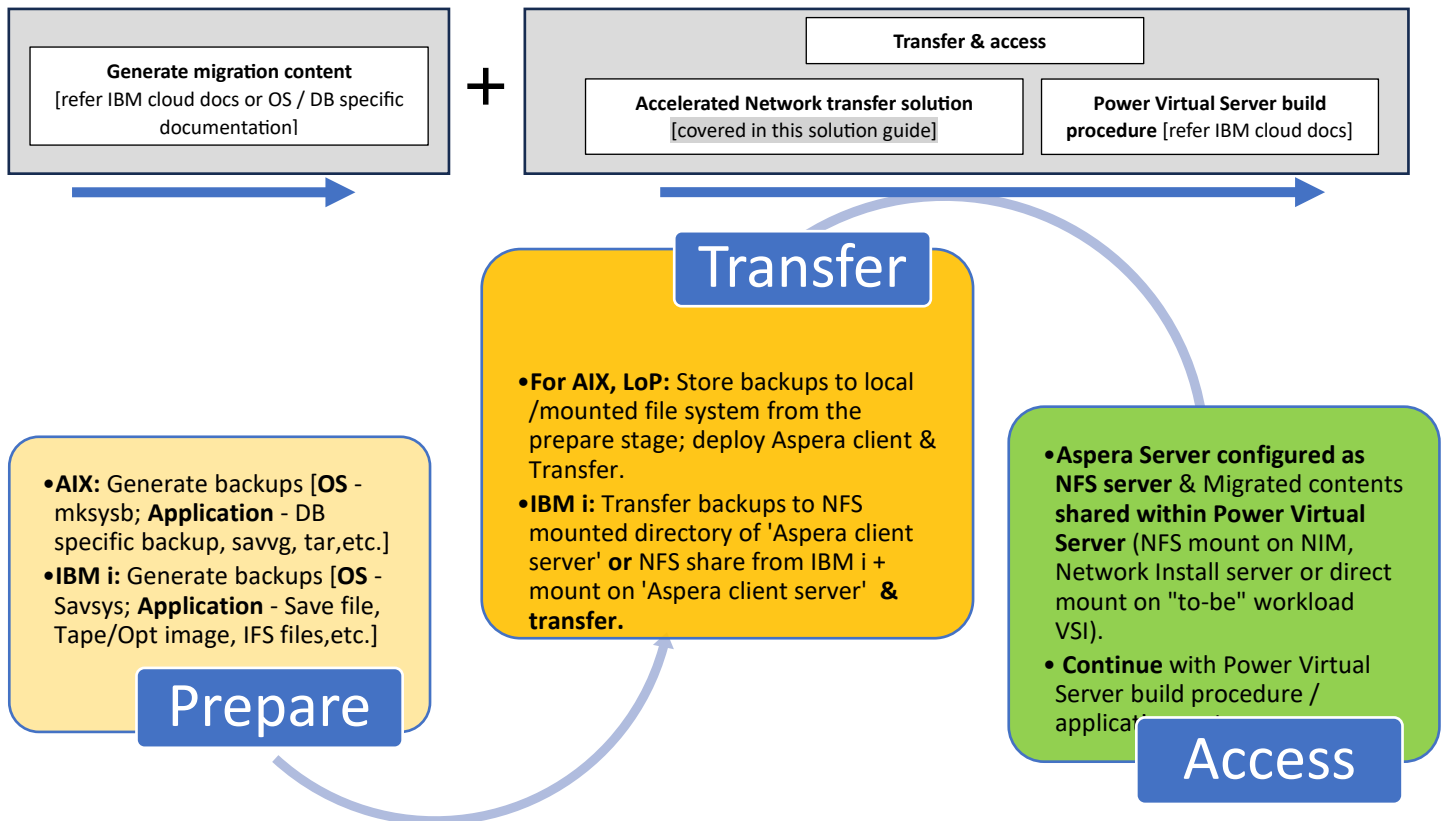 Generate migration content
[refer IBM cloud docs or OS / DB specific
documentation]
+
Transfer & access
Accelerated Network transfer solution
[covered in this solution guide]
Power Virtual Server build
procedure [refer IBM cloud docs]
Transfer
•For AIX, LoP: Store backups to local
/mounted file system from the
prepare stage; deploy Aspera client &
Transfer.
•IBM i: Transfer backups to NFS
mounted directory of 'Aspera client
server' or NFS share from IBM i +
mount on 'Aspera client server' &
transfer.
•AIX: Generate backups [OS -
mksysb; Application - DB
specific backup, savvg, tar,etc.]
•IBM i: Generate backups [OS -
Savsys; Application - Save file,
Tape/Opt image, IFS files,etc.]
Prepare
•Aspera Server configured as
NFS server & Migrated contents
shared within Power Virtual
Server (NFS mount on NIM,
Network Install server or direct
mount on "to-be" workload
VSI).
• Continue with Power Virtual
Server build procedure /
Access